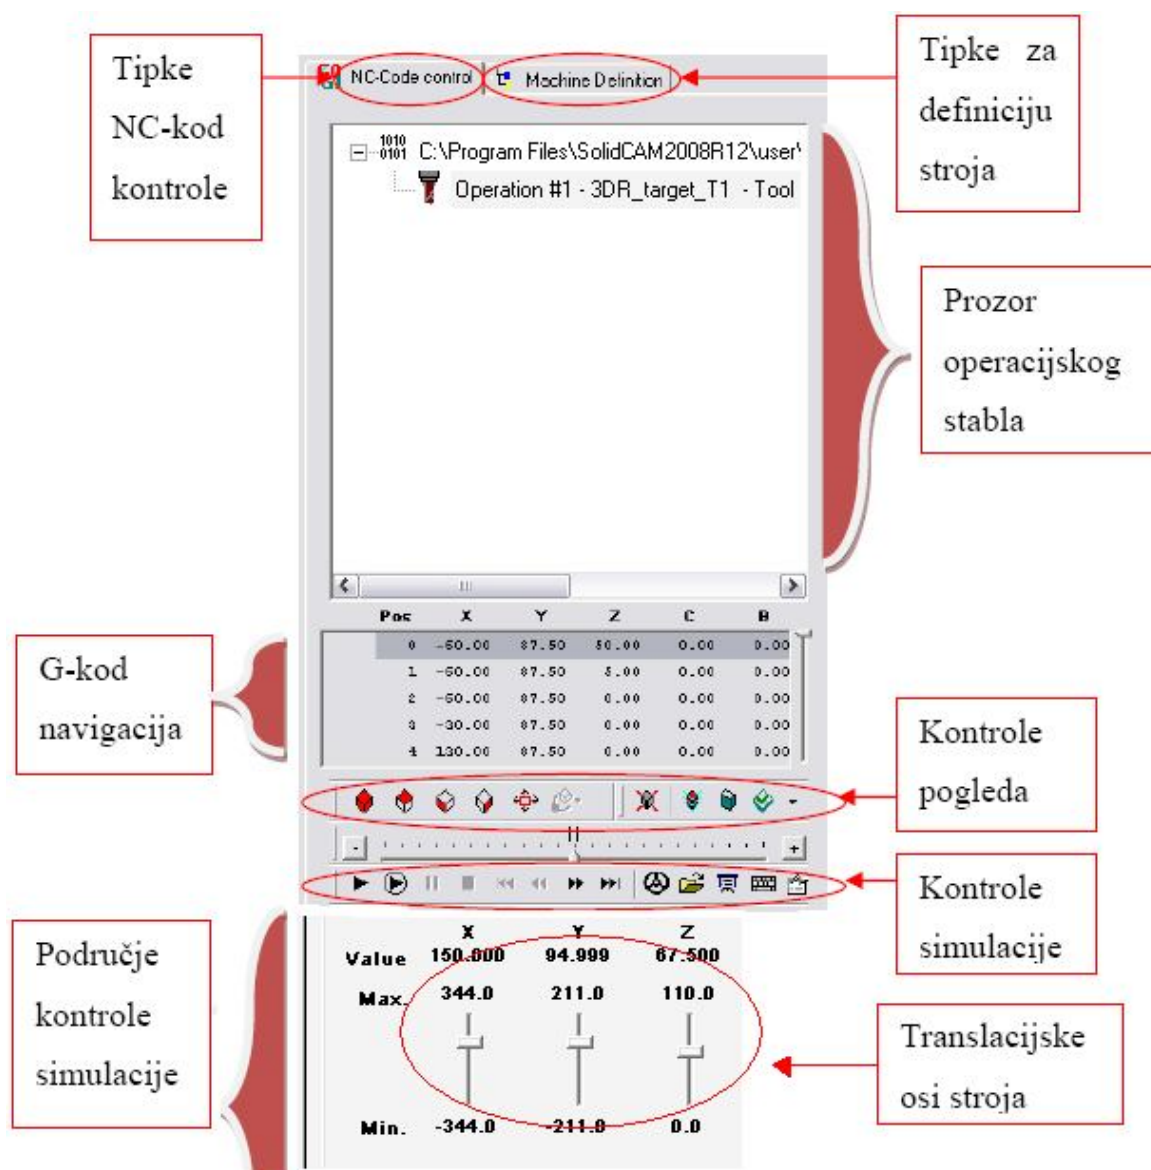 Tipke
NC-kod
kontrole
NC-Code control
Machine Definition
Tipke za
definiciju
stroja
1010
0101
C:\Program Files\SolidCAM2008R12\user\
Operation #1 - 3DR_target_T1 - Tool
Prozor
operacijskog
stabla
Pos X Y Z C B
0 -60.00 87.50 50.00 0.00 0.00
1 -60.00 87.50 5.00 0.00 0.00
2 -60.00 87.50 0.00 0.00 0.00
3 -30.00 87.50 0.00 0.00 0.00
4 130.00 87.50 0.00 0.00 0.00
G-kod
navigacija
Kontrole
pogleda
- +
Kontrole
simulacije
Područje
kontrole
simulacije
X Y Z
Value 150.000 94.999 67.500
Max. 344.0 211.0 110.0
Min. -344.0 -211.0 0.0
Translacijske
osi stroja